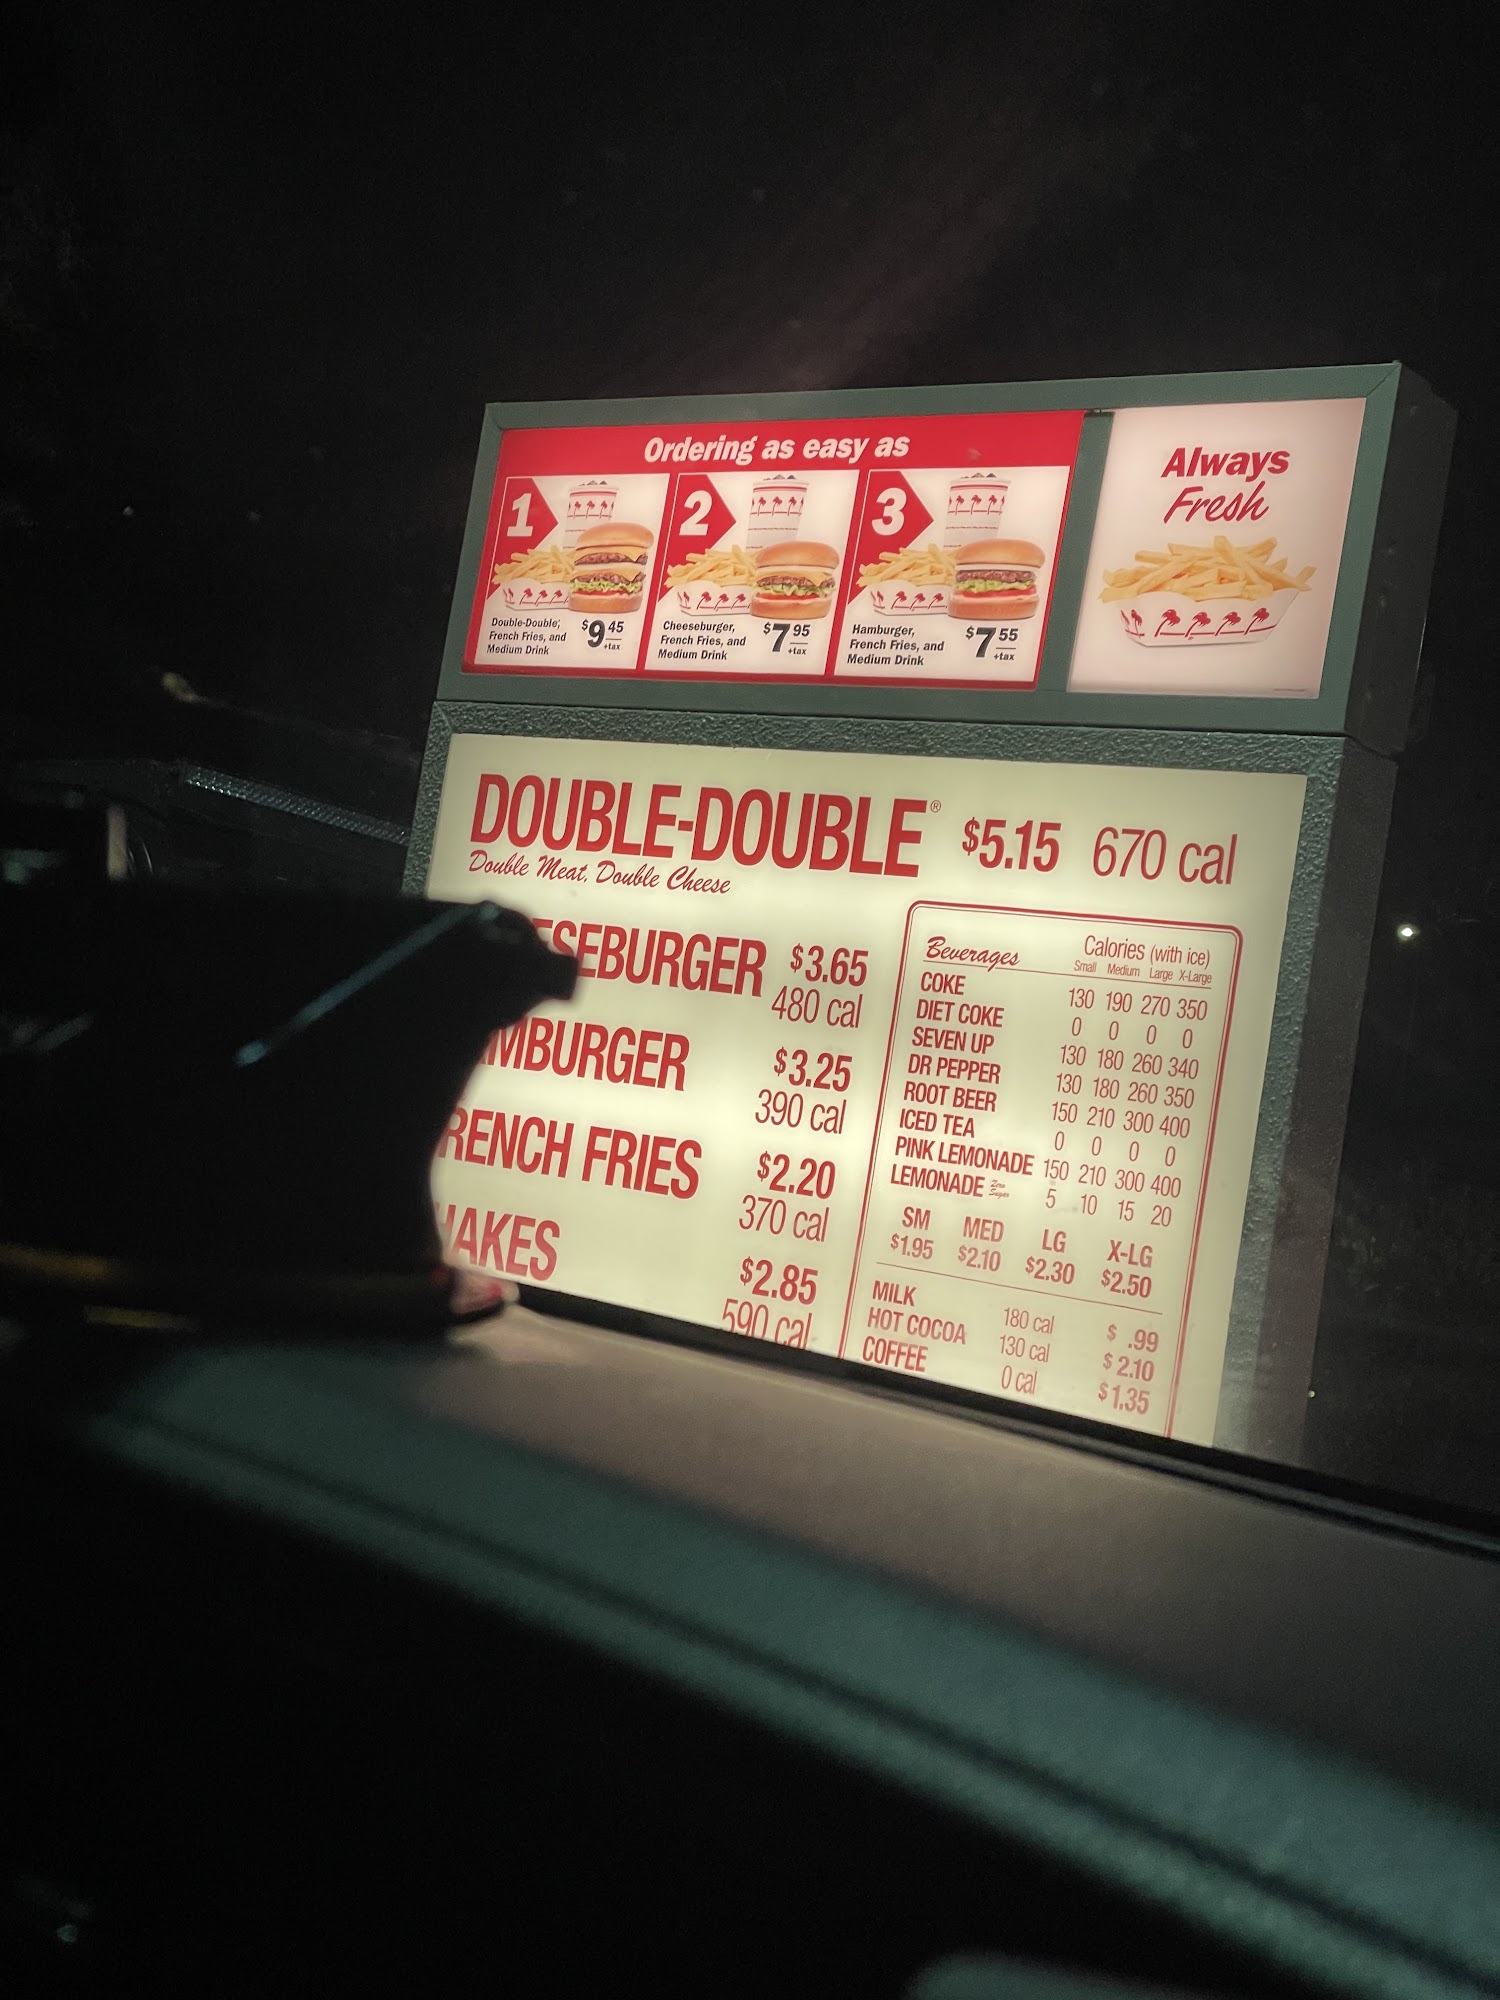 Ordering as easy as
1
Double-Double,
French Fries, and
Medium Drink
$9 45
+tax
2
Cheeseburger,
French Fries, and
Medium Drink
$7 95
+tax
3
Hamburger,
French Fries, and
Medium Drink
$7 55
+tax
Always
Fresh
DOUBLE-DOUBLE® $5.15 670 cal
Double Meat, Double Cheese
ESEBURGER $3.65
480 cal
MBURGER $3.25
390 cal
RENCH FRIES $2.20
370 cal
HAKES $2.85
590 cal
Beverages Calories (with ice)
Small Medium Large X-Large
COKE 130 190 270 350
DIET COKE 0 0 0 0
SEVEN UP 130 180 260 340
DR PEPPER 130 180 260 350
ROOT BEER 150 210 300 400
ICED TEA 0 0 0 0
PINK LEMONADE 150 210 300 400
LEMONADE Zero Sugar 5 10 15 20
SM MED LG X-LG
$1.95 $2.10 $2.30 $2.50
MILK 180 cal $ .99
HOT COCOA 130 cal $2.10
COFFEE 0 cal $1.35